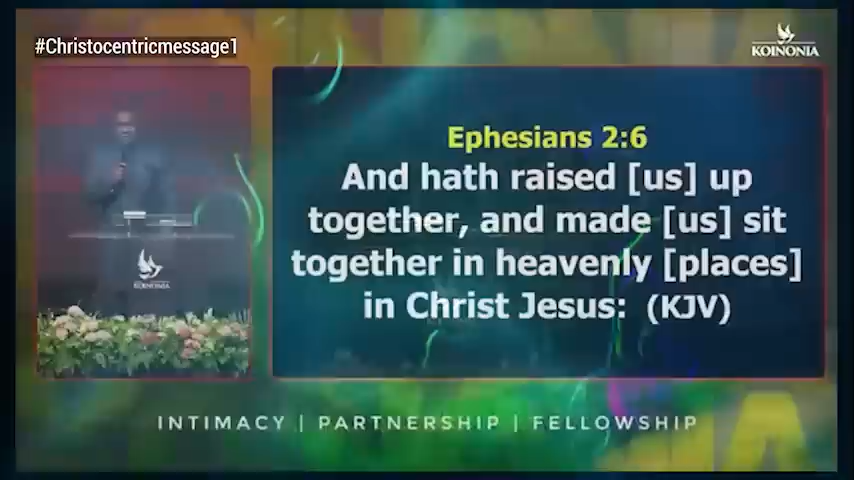 #Christocentricmessage1
KOINONIA
Ephesians 2:6
And hath raised [us] up
together, and made [us] sit
together in heavenly [places]
in Christ Jesus: (KJV)
KOINONIA
INTIMACY | PARTNERSHIP | FELLOWSHIP